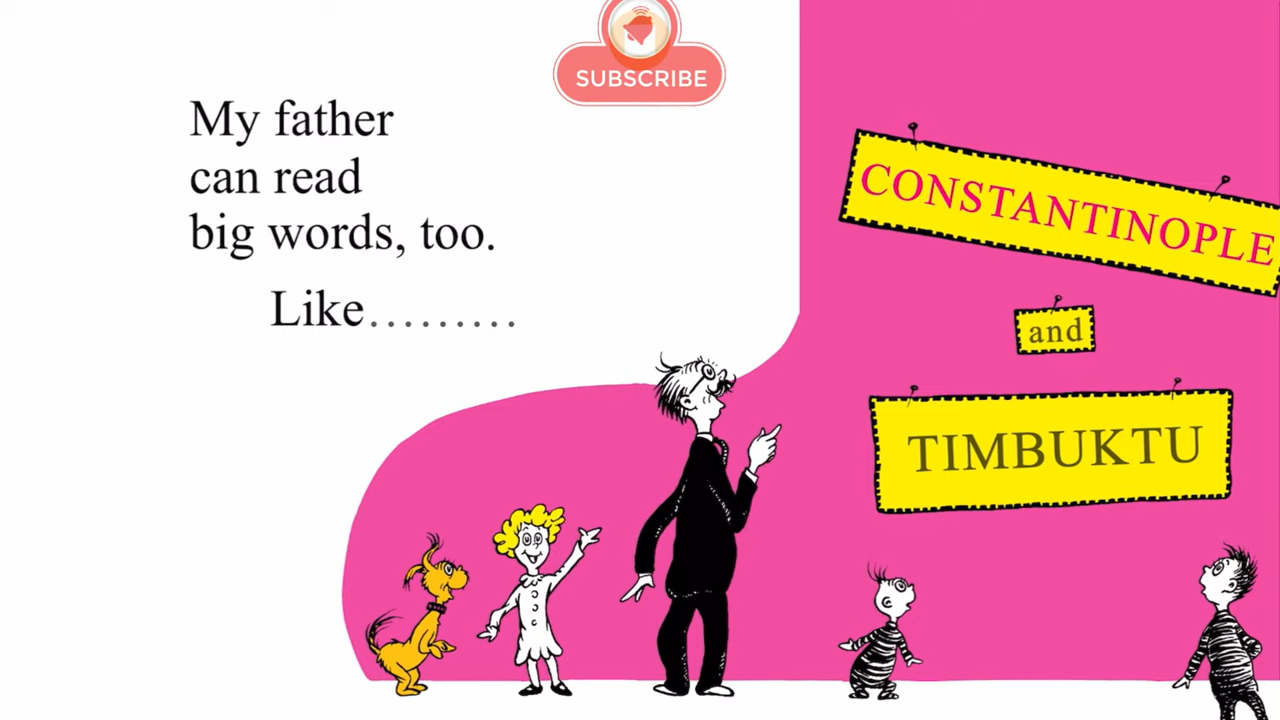 SUBSCRIBE
My father
can read
big words, too.
Like.........
CONSTANTINOPLE
and
TIMBUKTU